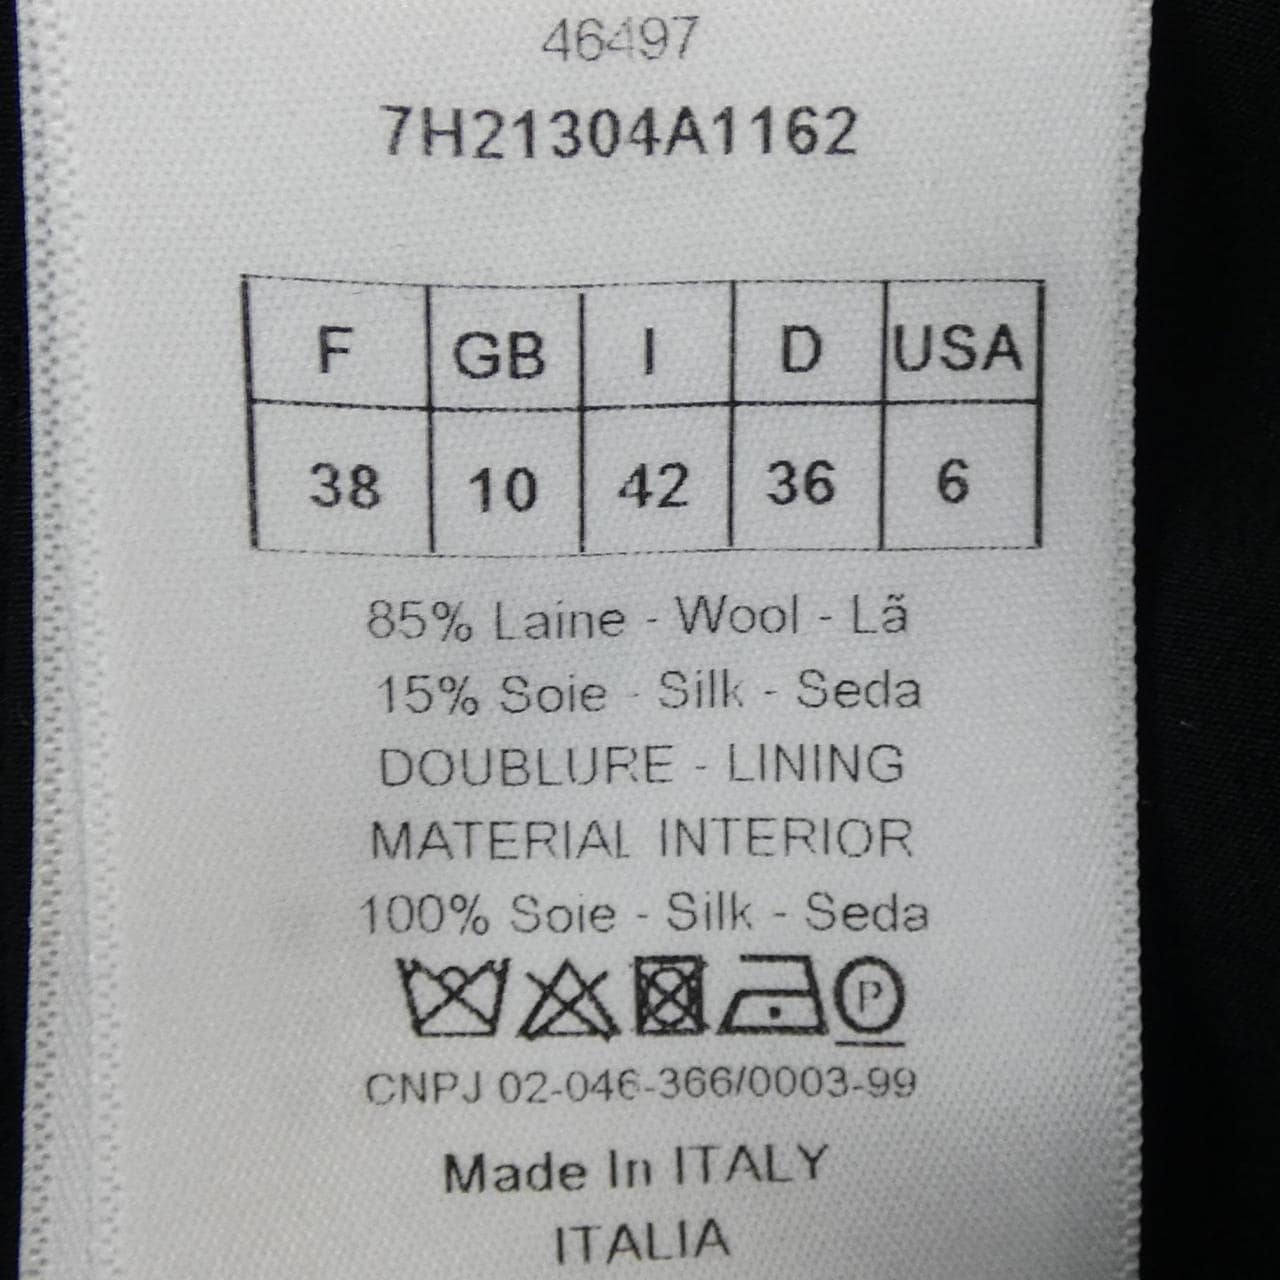 46497
7H21304A1162
F GB I D USA
38 10 42 36 6
85% Laine - Wool - Lã
15% Soie - Silk - Seda
DOUBLURE - LINING
MATERIAL INTERIOR
100% Soie - Silk - Seda
P
CNPJ 02-046-366/0003-99
Made In ITALY
ITALIA